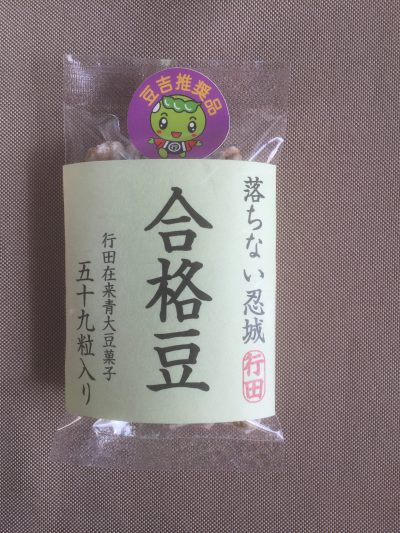 豆吉推奨品
落ちない忍城
行田
合格豆
行田在来青大豆菓子
五十九粒入り